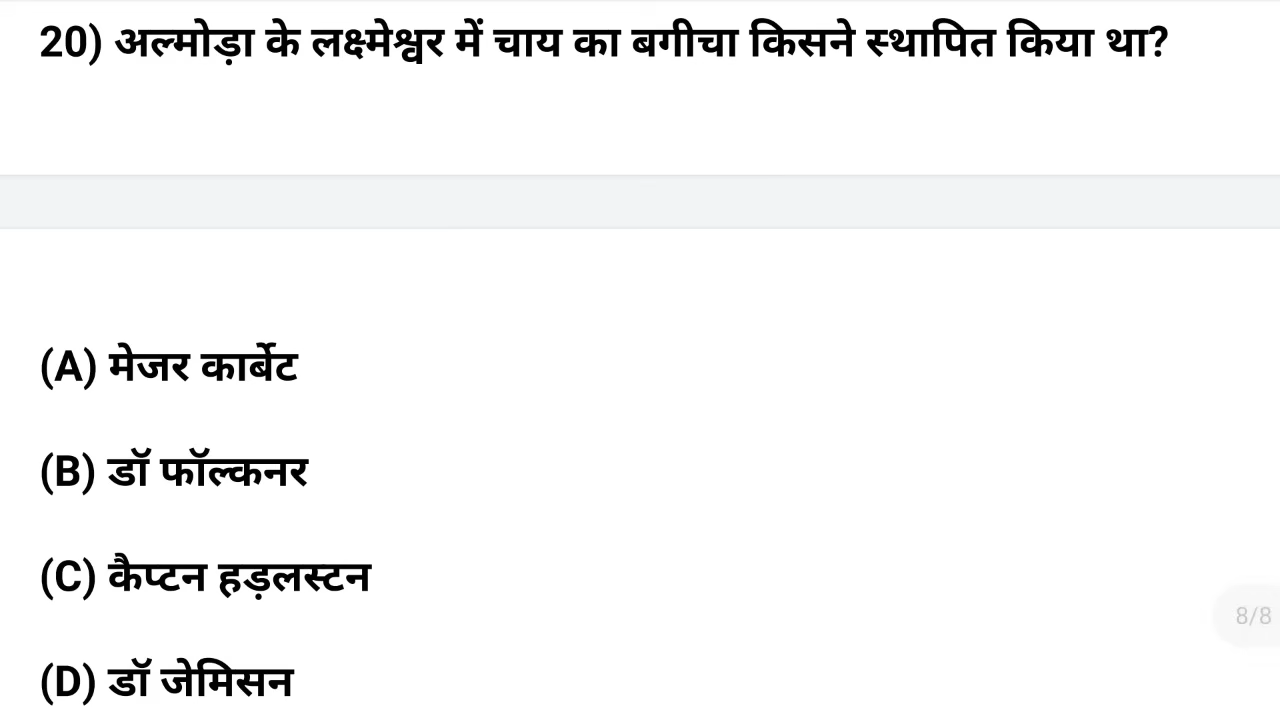 20) अल्मोड़ा के लक्ष्मेश्वर में चाय का बगीचा किसने स्थापित किया था?
(A) मेजर कार्बेट
(B) डॉ फॉल्कनर
(C) कैप्टन हड़लस्टन
8/8
(D) डॉ जेमिसन